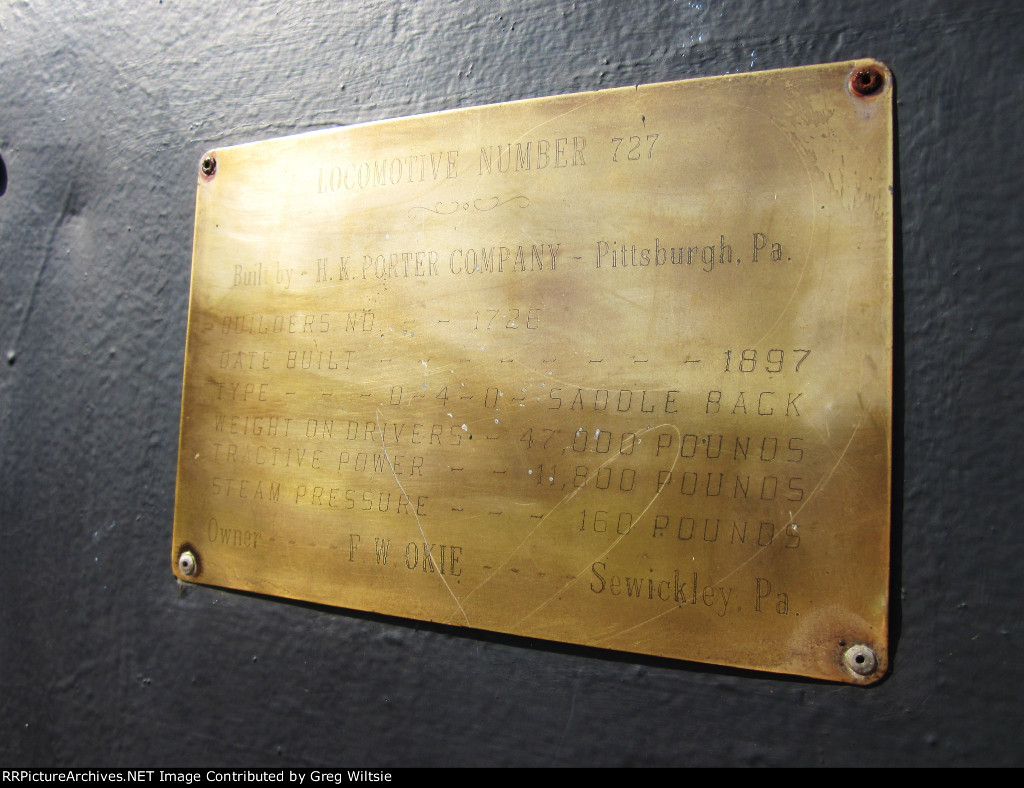 LOCOMOTIVE NUMBER 727
Built by - H.K. PORTER COMPANY - Pittsburgh, Pa.
BUILDERS NO. - - 1726
DATE BUILT - - - - - - - - - 1897
TYPE - - - 0-4-0 - SADDLE BACK
WEIGHT ON DRIVERS - 47,000 POUNDS
TRACTIVE POWER - - 11,800 POUNDS
STEAM PRESSURE - - - - 160 POUNDS
Owner - - - - F. W. OKIE - - - - Sewickley, Pa.
RRPictureArchives.NET Image Contributed by Greg Wiltsie